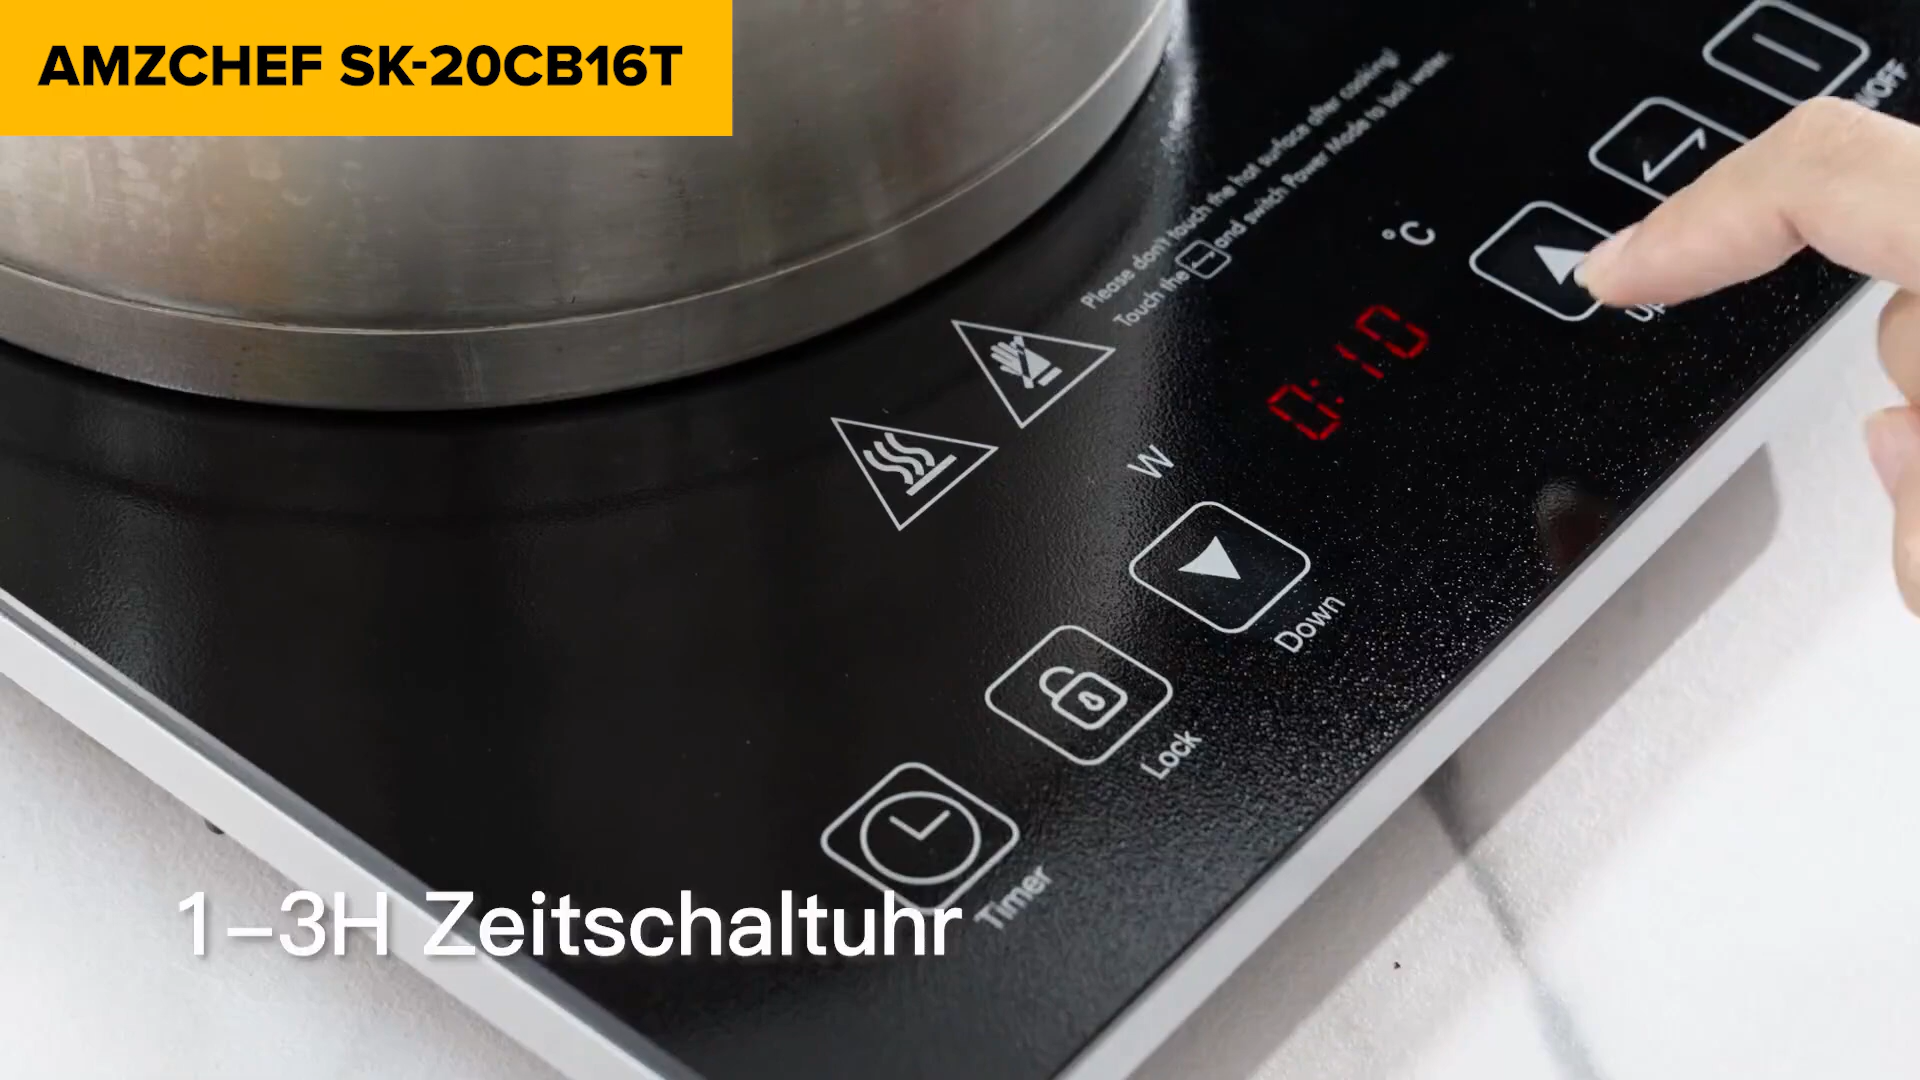 AMZCHEF SK-20CB16T
Please don't touch the hot surface after cooking!
Touch the and switch Power Mode to boil water.
°C
0:10
Up
W
Down
Lock
Timer
1–3H Zeitschaltuhr